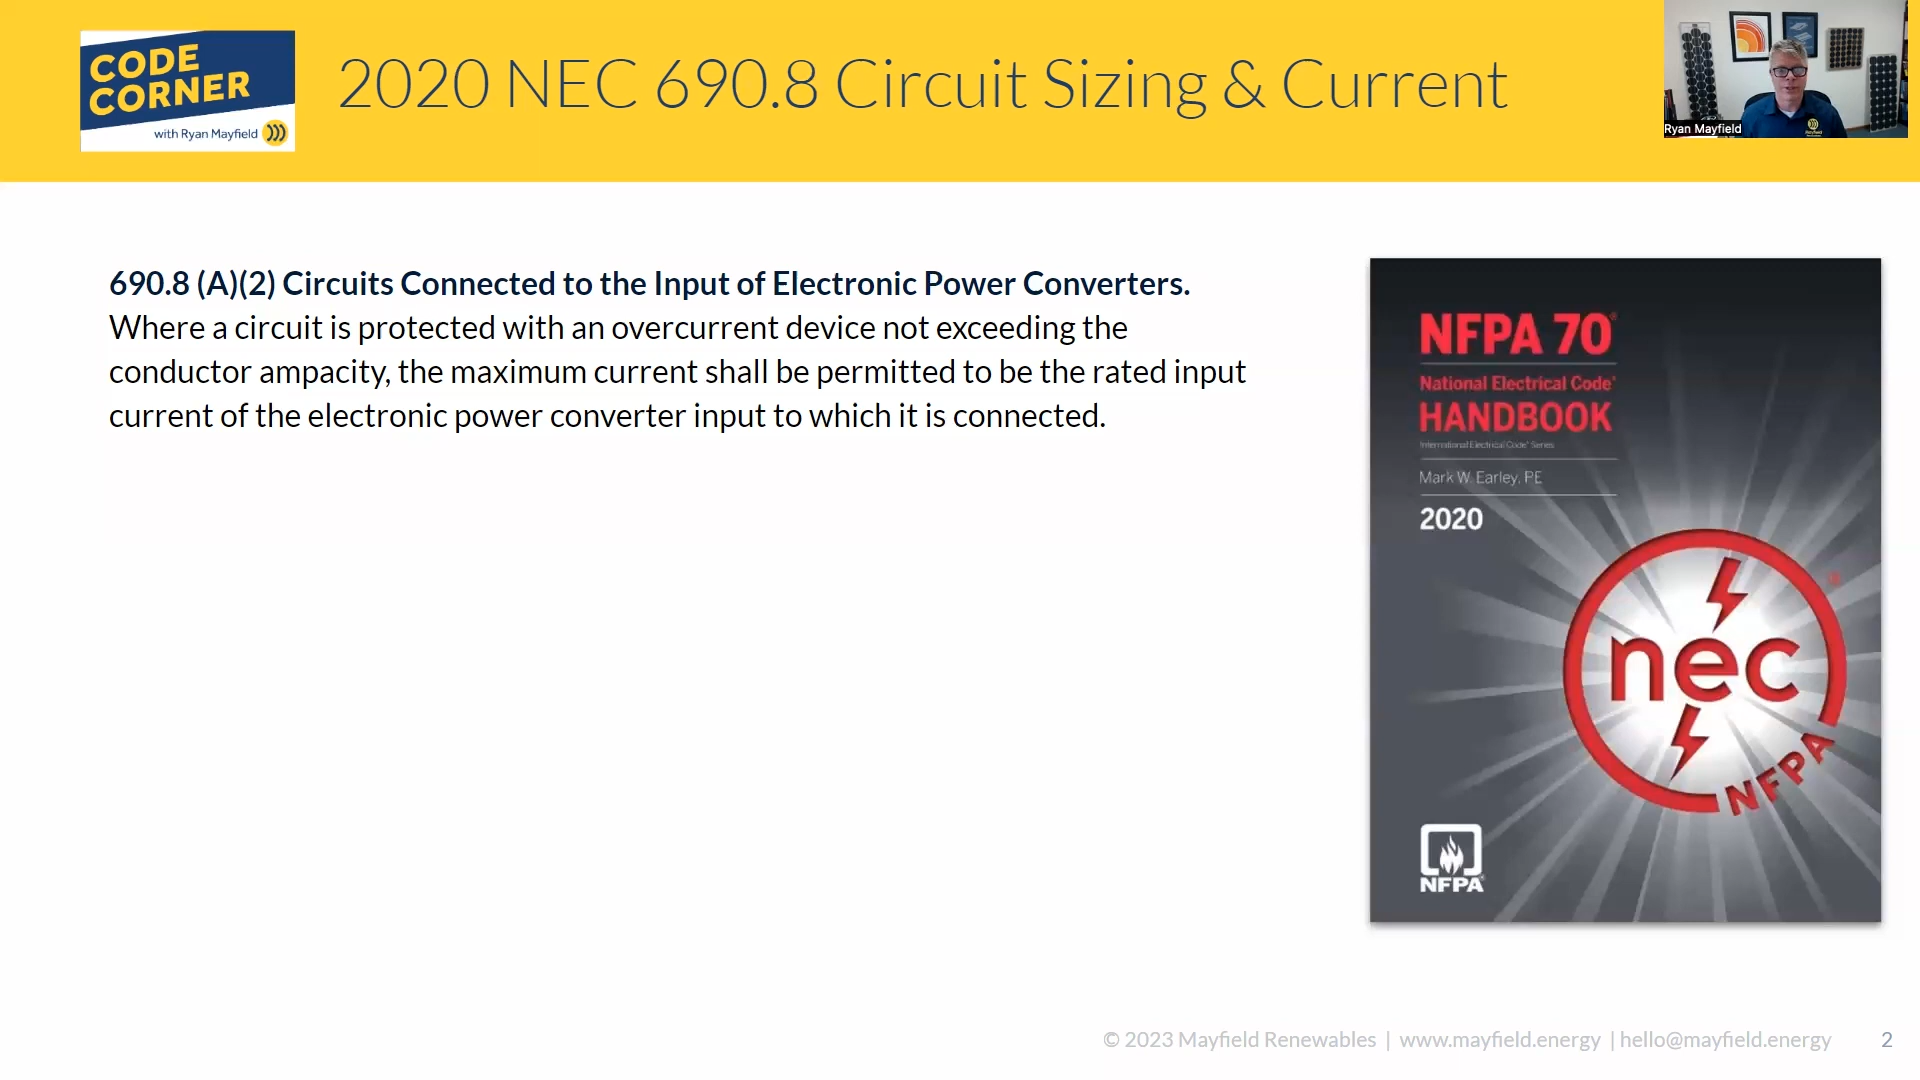 CODE
CORNER
with Ryan Mayfield
2020 NEC 690.8 Circuit Sizing & Current
Ryan Mayfield
690.8 (A)(2) Circuits Connected to the Input of Electronic Power Converters.
Where a circuit is protected with an overcurrent device not exceeding the
conductor ampacity, the maximum current shall be permitted to be the rated input
current of the electronic power converter input to which it is connected.
NFPA 70®
National Electrical Code®
HANDBOOK
International Electrical Code® Series
Mark W. Earley, PE
2020
nec
NFPA
NFPA
© 2023 Mayfield Renewables | www.mayfield.energy | hello@mayfield.energy 2